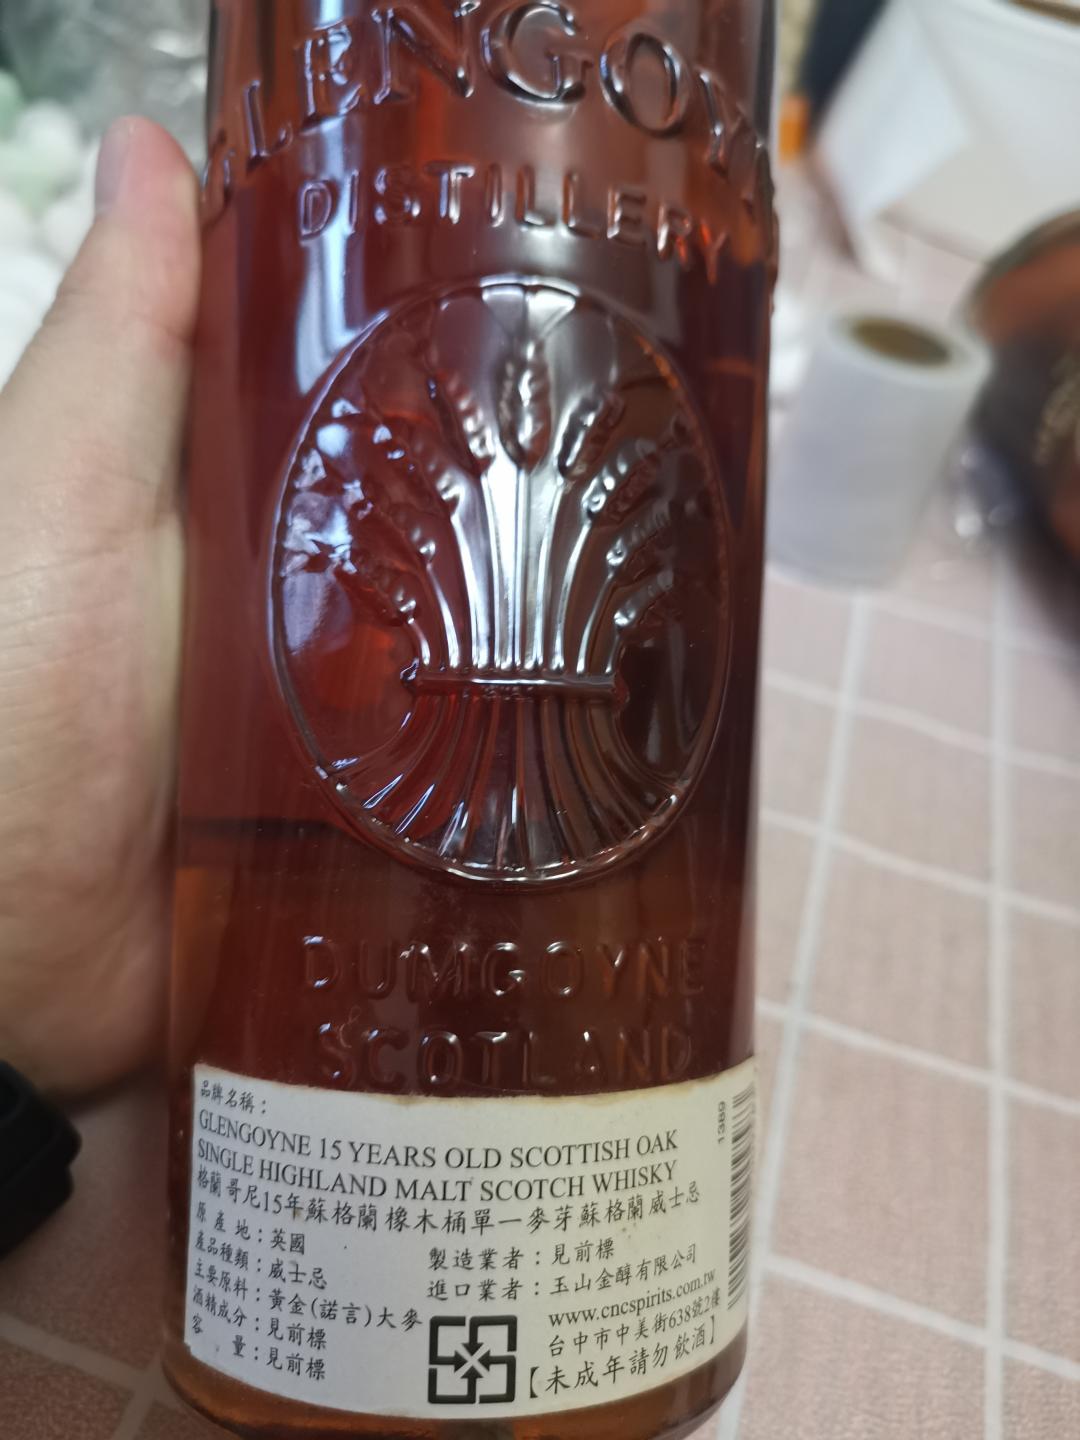 GLENGOYNE
DISTILLERY
DUMGOYNE
SCOTLAND
品牌名稱：
GLENGOYNE 15 YEARS OLD SCOTTISH OAK
SINGLE HIGHLAND MALT SCOTCH WHISKY
格蘭哥尼15年蘇格蘭橡木桶單一麥芽蘇格蘭威士忌
原產地：英國
產品種類：威士忌
主要原料：黃金(諾言)大麥
酒精成分：見前標
容量：見前標
製造業者：見前標
進口業者：玉山金醇有限公司
www.cncspirits.com.tw
台中市中美街638號2樓
【未成年請勿飲酒】
1389